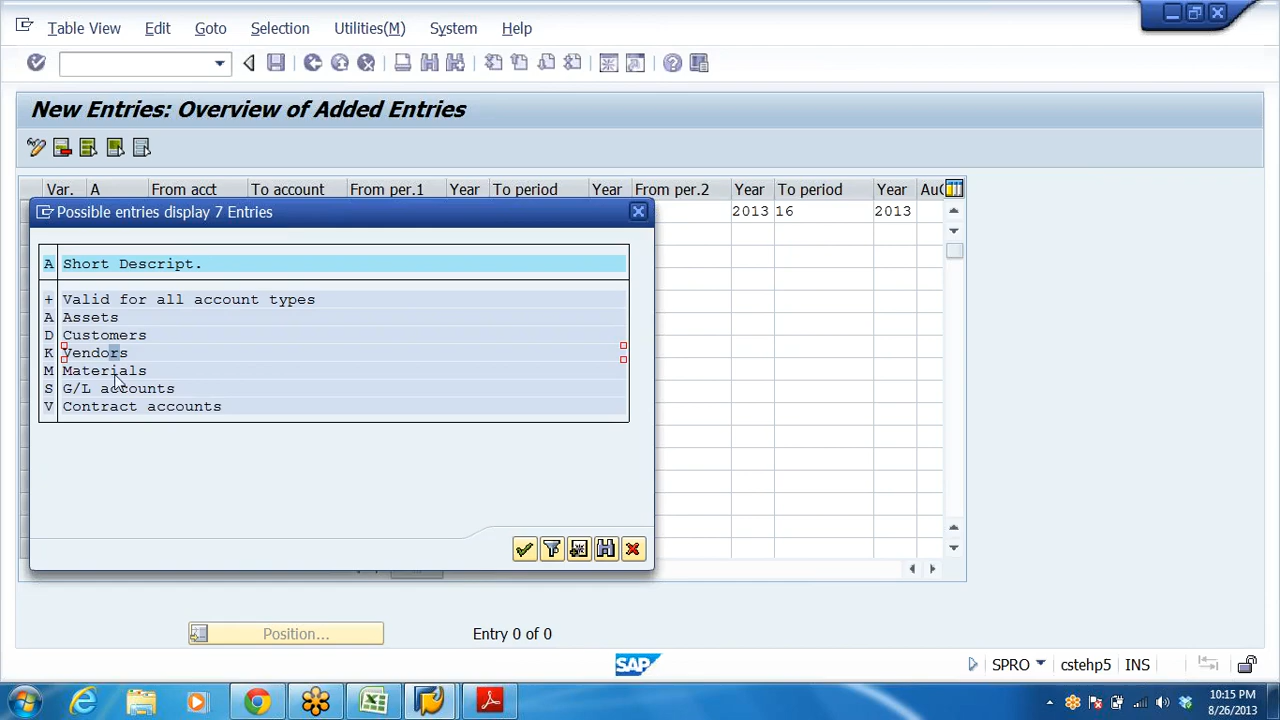 Table View Edit Goto Selection Utilities(M) System Help
New Entries: Overview of Added Entries
Var. A From acct To account From per.1 Year To period Year From per.2 Year To period Year
2013 16 2013
Possible entries display 7 Entries
A Short Descript.
+ Valid for all account types
A Assets
D Customers
K Vendors
M Materials
S G/L accounts
V Contract accounts
Position... Entry 0 of 0
SAP SPRO cstehp5 INS
10:15 PM
8/26/2013